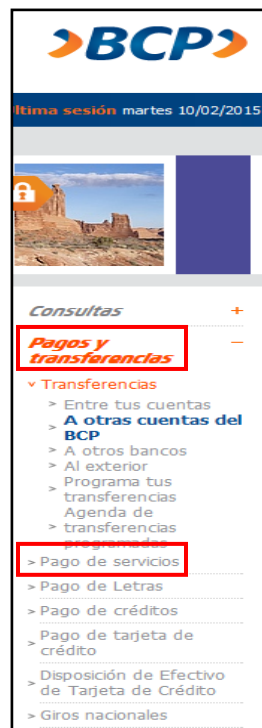 BCP
ltima sesión martes 10/02/2015
Consultas +
Pagos y −
transferencias
Transferencias
> Entre tus cuentas
> A otras cuentas del
BCP
> A otros bancos
> Al exterior
> Programa tus
transferencias
> Agenda de
transferencias
programadas
> Pago de servicios
> Pago de Letras
> Pago de créditos
> Pago de tarjeta de
crédito
> Disposición de Efectivo
de Tarjeta de Crédito
> Giros nacionales